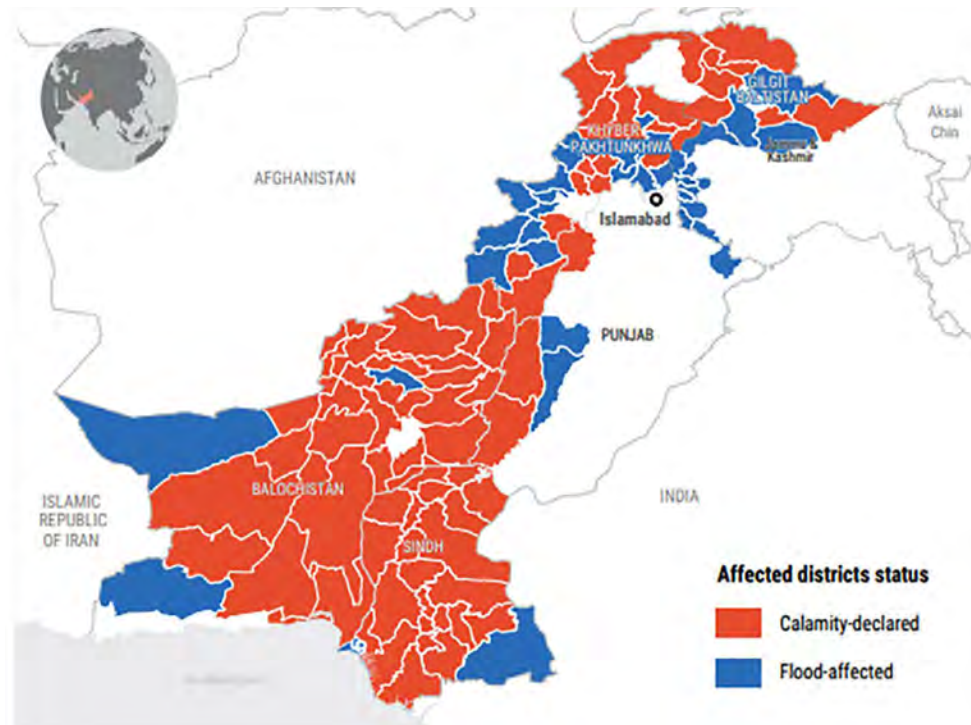 GILGIT
BALTISTAN
Aksai
Chin
KHYBER
PAKHTUNKHWA
Jammu &
Kashmir
AFGHANISTAN
Islamabad
PUNJAB
BALOCHISTAN
ISLAMIC
REPUBLIC
OF IRAN
INDIA
SINDH
Affected districts status
Calamity-declared
Flood-affected